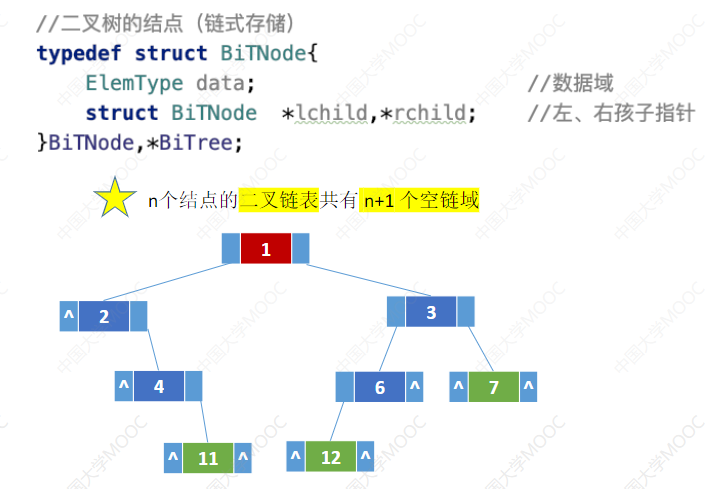 //二叉树的结点（链式存储）
typedef struct BiTNode{
ElemType data; //数据域
struct BiTNode *lchild,*rchild; //左、右孩子指针
}BiTNode,*BiTree;
n个结点的二叉链表共有 n+1 个空链域
1
^ 2
3
^ 4
6 ^
^ 7 ^
^ 11 ^
^ 12 ^
中国大学MOOC